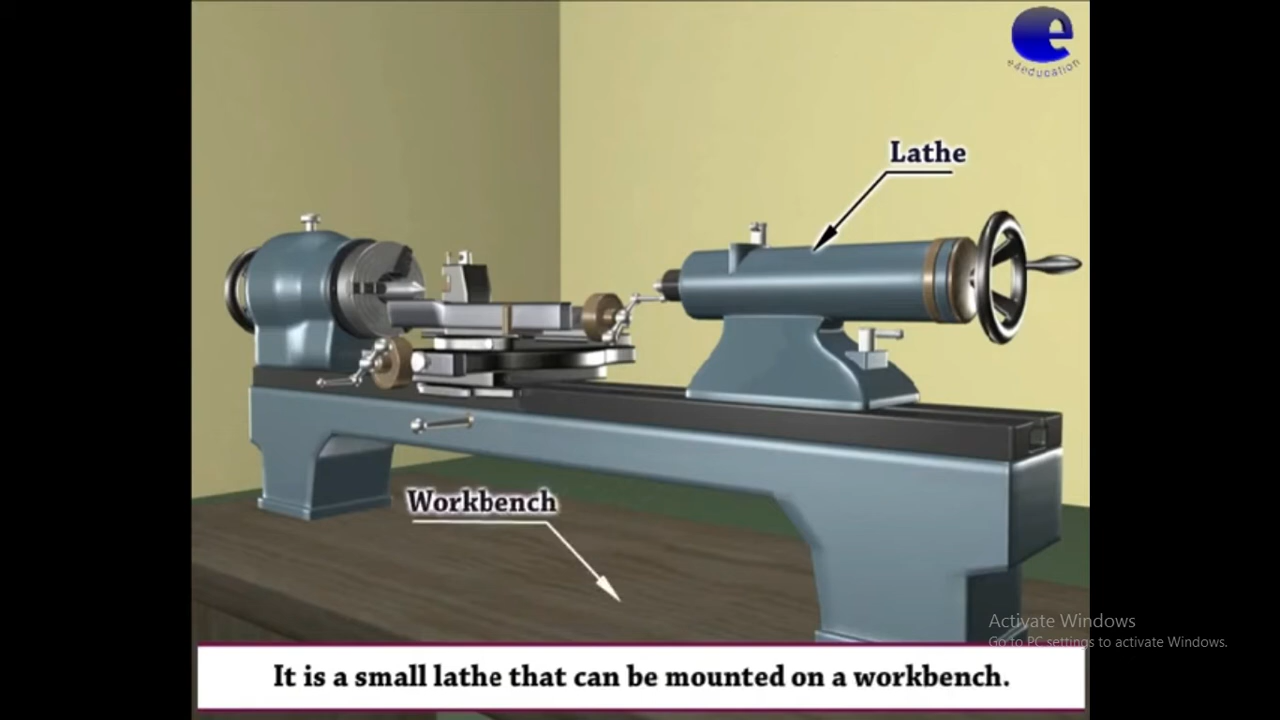 e
e4education
Lathe
Workbench
Activate Windows
Go to PC settings to activate Windows.
It is a small lathe that can be mounted on a workbench.